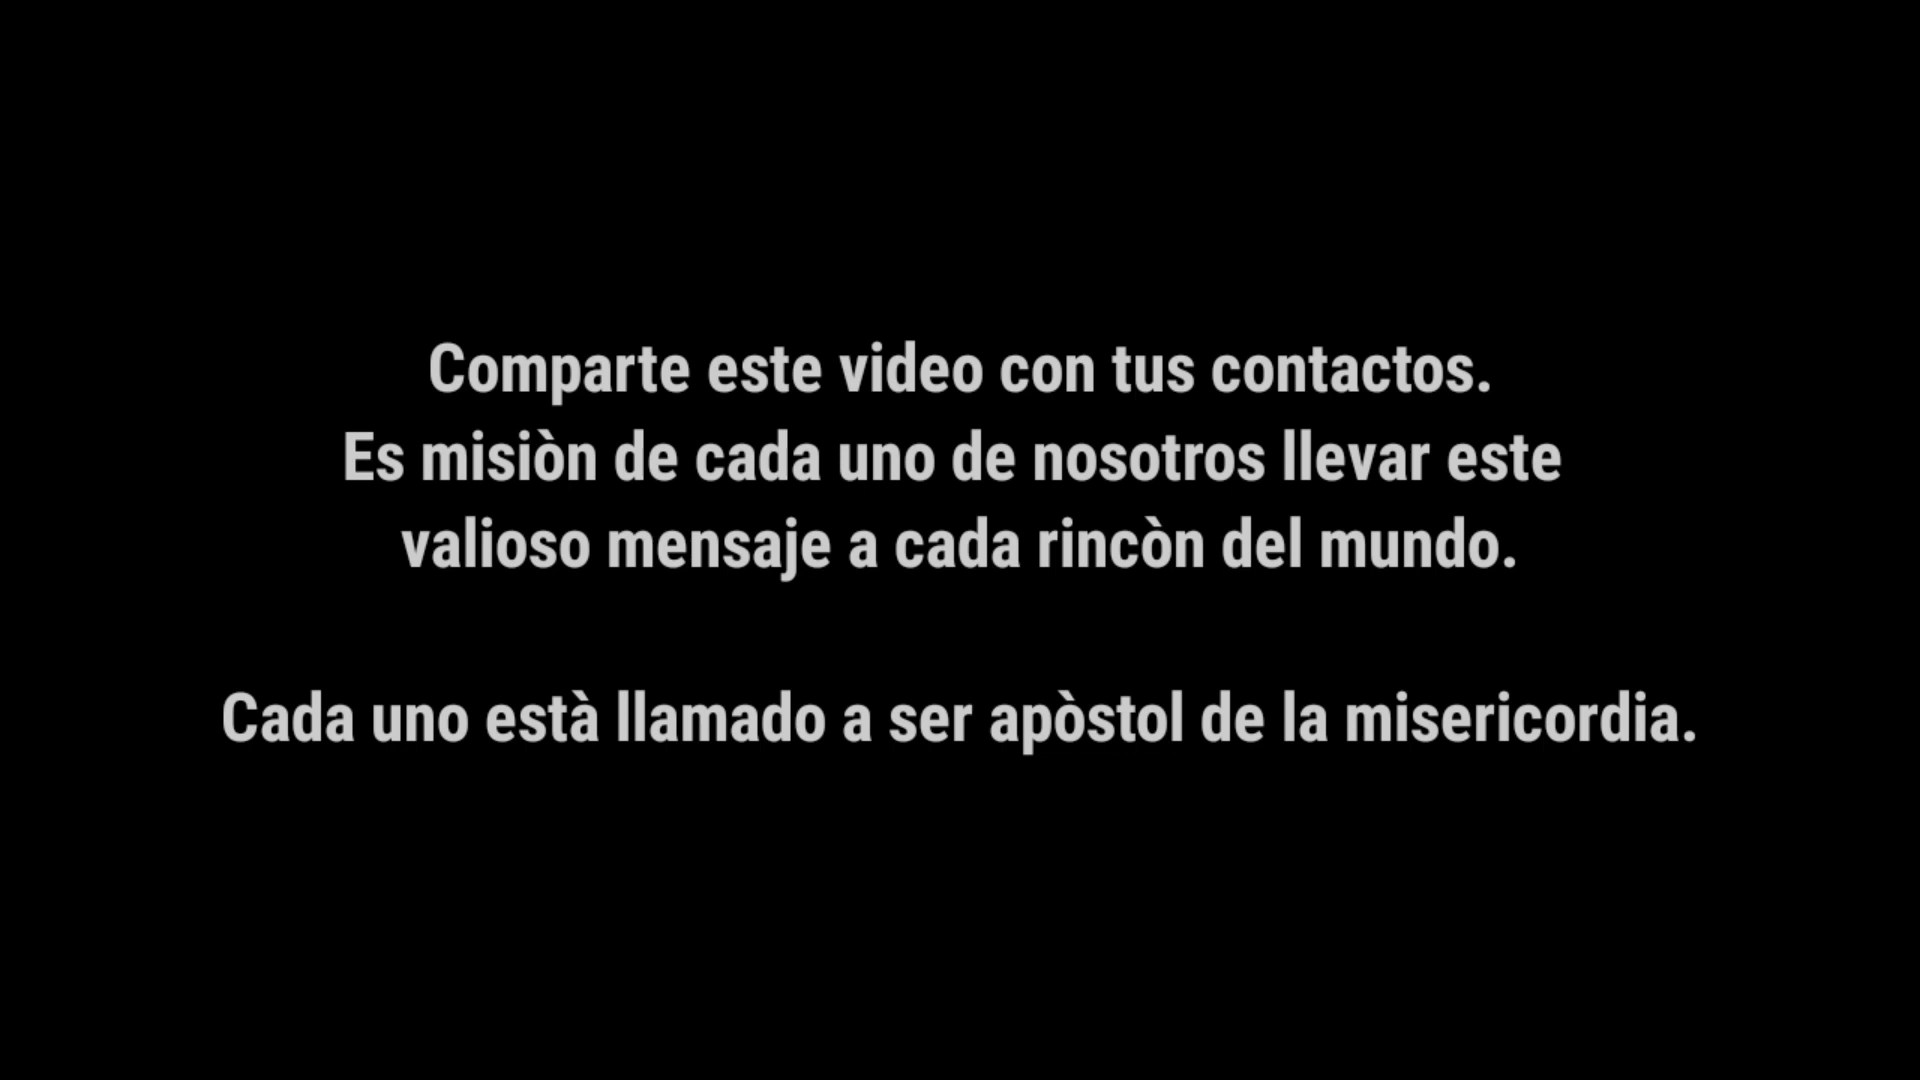 Comparte este video con tus contactos.
Es misiòn de cada uno de nosotros llevar este
valioso mensaje a cada rincòn del mundo.
Cada uno està llamado a ser apòstol de la misericordia.